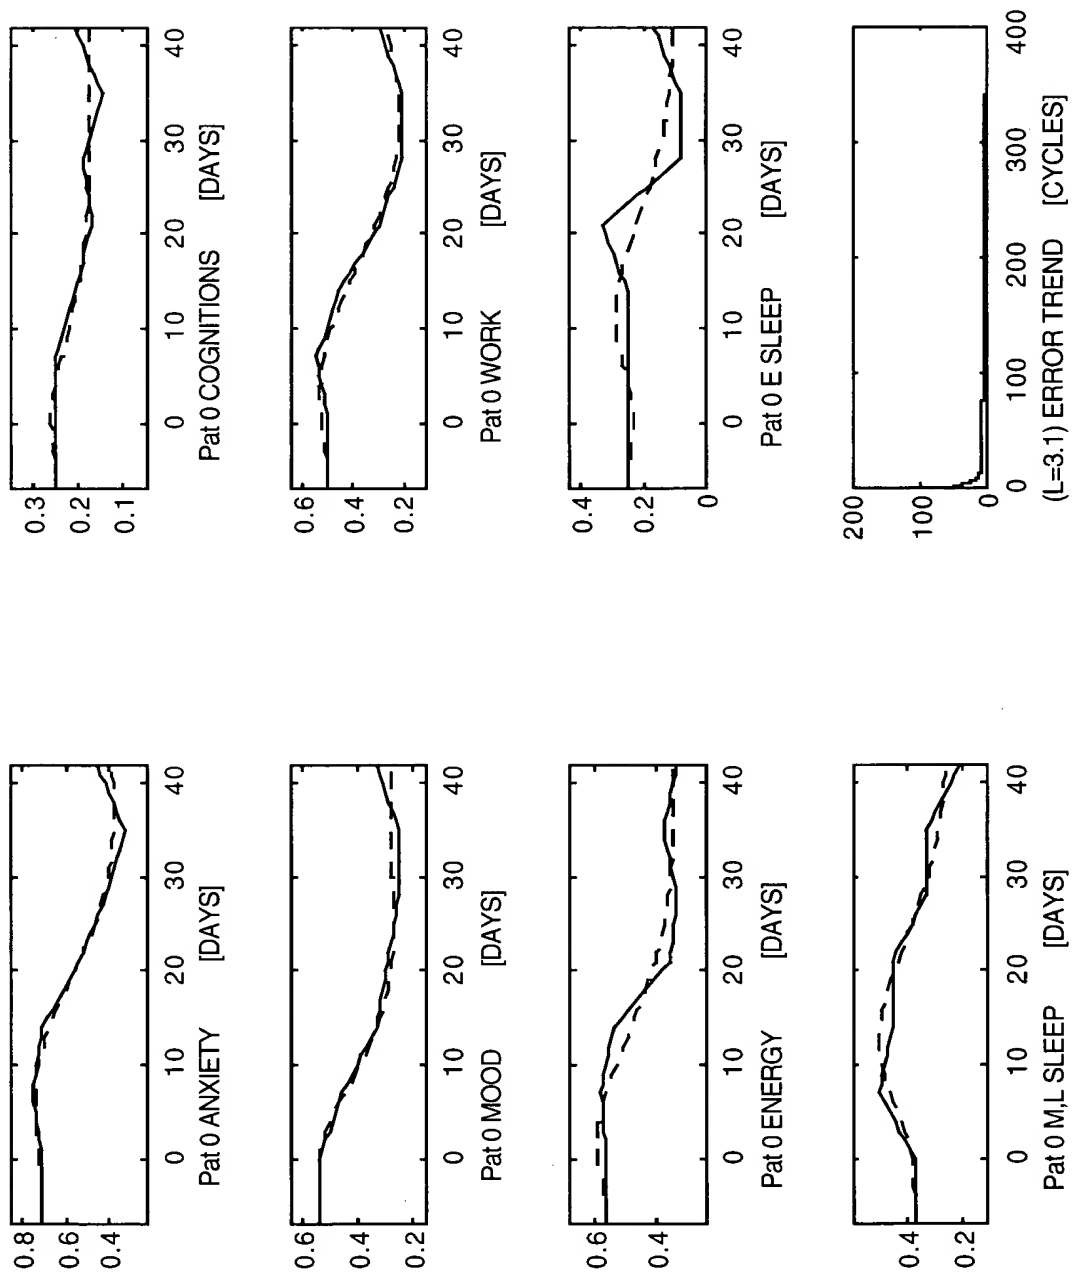 0.8
0.6
0.4
0 10 20 30 40
Pat 0 ANXIETY [DAYS]
0.3
0.2
0.1
0 10 20 30 40
Pat 0 COGNITIONS [DAYS]
0.6
0.4
0.2
0 10 20 30 40
Pat 0 MOOD [DAYS]
0.6
0.4
0.2
0 10 20 30 40
Pat 0 WORK [DAYS]
0.6
0.4
0 10 20 30 40
Pat 0 ENERGY [DAYS]
0.4
0.2
0
0 10 20 30 40
Pat 0 E SLEEP [DAYS]
0.4
0.2
0 10 20 30 40
Pat 0 M,L SLEEP [DAYS]
200
100
0
0 100 200 300 400
(L=3.1) ERROR TREND [CYCLES]